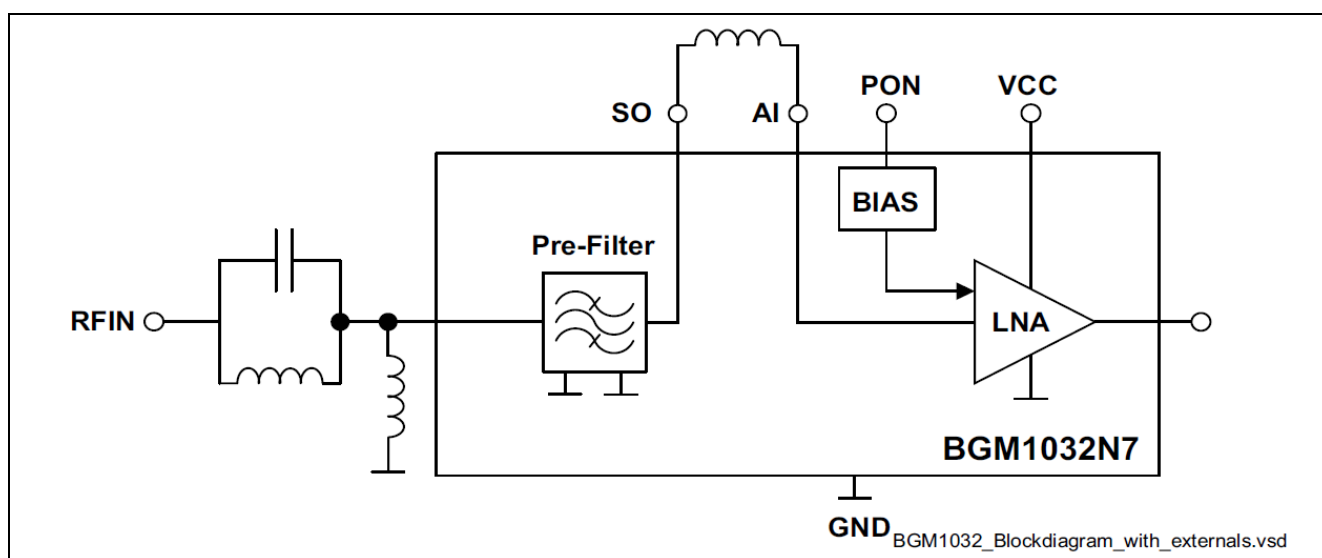 SO
AI
PON
VCC
BIAS
Pre-Filter
RFIN
LNA
BGM1032N7
GND
BGM1032_Blockdiagram_with_externals.vsd